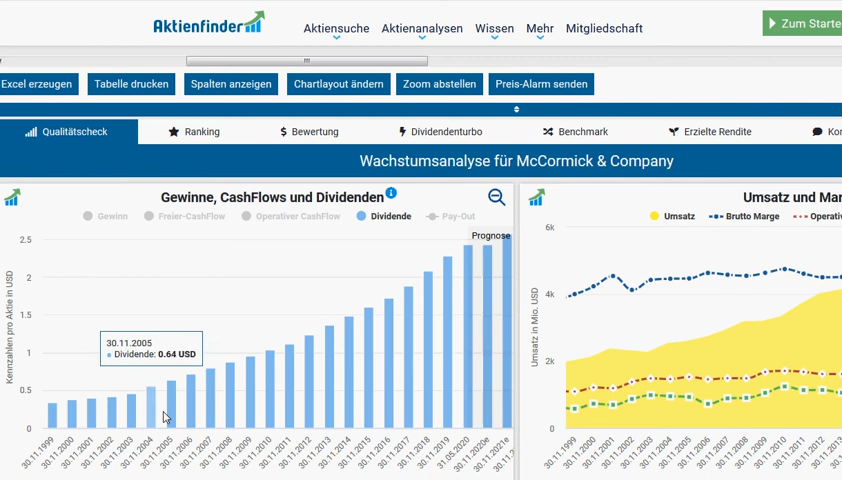 Aktienfinder
Aktiensuche Aktienanalysen Wissen Mehr Mitgliedschaft
Zum Starte
Excel erzeugen Tabelle drucken Spalten anzeigen Chartlayout ändern Zoom abstellen Preis-Alarm senden
Qualitätscheck Ranking Bewertung Dividendenturbo Benchmark Erzielte Rendite Kor
Wachstumsanalyse für McCormick & Company
Gewinne, CashFlows und Dividenden
Gewinn Freier-CashFlow Operativer CashFlow Dividende Pay-Out
Prognose
Kennzahlen pro Aktie in USD
2.5
2
1.5
1
0.5
0
30.11.2005
Dividende: 0.64 USD
30.11.1999 30.11.2000 30.11.2001 30.11.2002 30.11.2003 30.11.2004 30.11.2005 30.11.2006 30.11.2007 30.11.2008 30.11.2009 30.11.2010 30.11.2011 30.11.2012 30.11.2013 30.11.2014 30.11.2015 30.11.2016 30.11.2017 30.11.2018 30.11.2019 31.05.2020 30.11.2020e 30.11.2021e
Umsatz und Mar
Umsatz Brutto Marge Operativ
Umsatz in Mio. USD
6k
4k
2k
0
30.11.1999 30.11.2000 30.11.2001 30.11.2002 30.11.2003 30.11.2004 30.11.2005 30.11.2006 30.11.2007 30.11.2008 30.11.2009 30.11.2010 30.11.2011 30.11.2012 30.11.2013